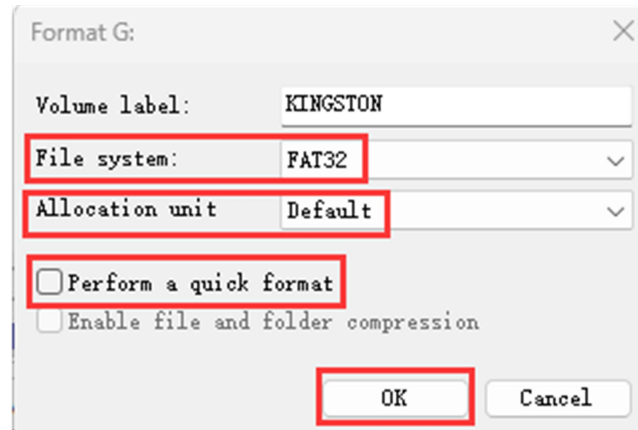 Format G:
Volume label: KINGSTON
File system: FAT32
Allocation unit Default
Perform a quick format
Enable file and folder compression
OK Cancel